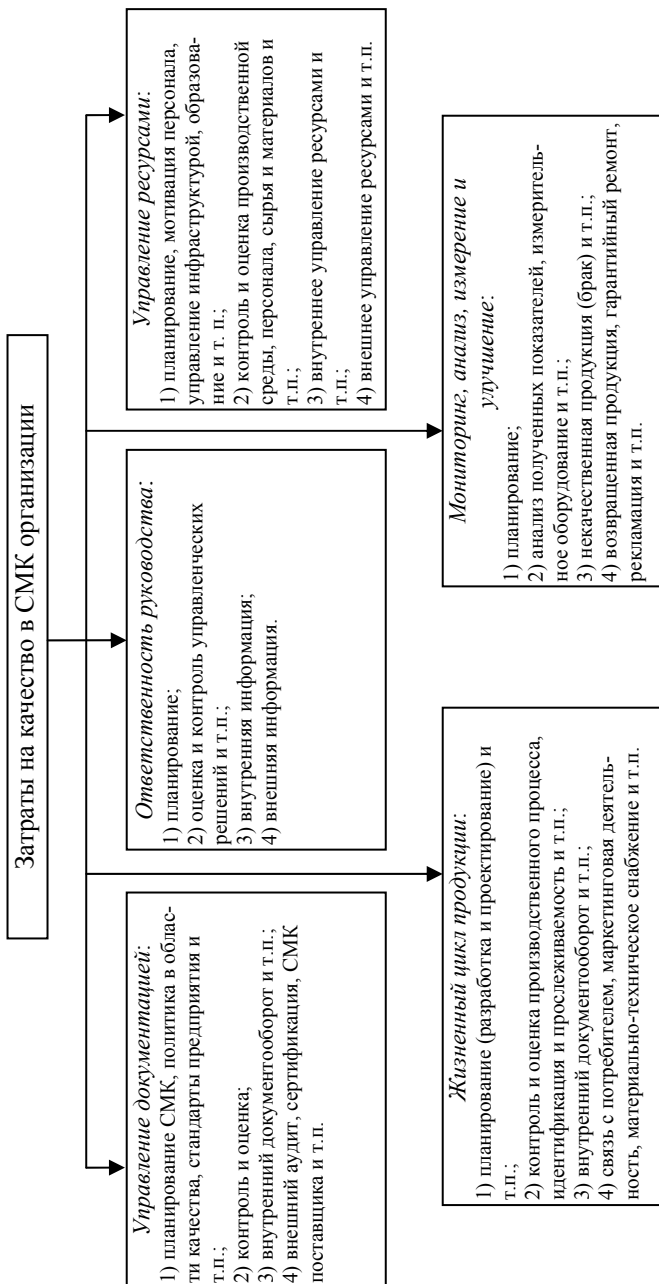 Затраты на качество в СМК организации
Управление документацией:
1) планирование СМК, политика в облас-
ти качества, стандарты предприятия и
т.п.;
2) контроль и оценка;
3) внутренний документооборот и т.п.;
4) внешний аудит, сертификация, СМК
поставщика и т.п.
Ответственность руководства:
1) планирование;
2) оценка и контроль управленческих
решений и т.п.;
3) внутренняя информация;
4) внешняя информация.
Управление ресурсами:
1) планирование, мотивация персонала,
управление инфраструктурой, образова-
ние и т. п.;
2) контроль и оценка производственной
среды, персонала, сырья и материалов и
т.п.;
3) внутреннее управление ресурсами и
т.п.;
4) внешнее управление ресурсами и т.п.
Жизненный цикл продукции:
1) планирование (разработка и проектирование) и
т.п.;
2) контроль и оценка производственного процесса,
идентификация и прослеживаемость и т.п.;
3) внутренний документооборот и т.п.;
4) связь с потребителем, маркетинговая деятель-
ность, материально-техническое снабжение и т.п.
Мониторинг, анализ, измерение и
улучшение:
1) планирование;
2) анализ полученных показателей, измеритель-
ное оборудование и т.п.;
3) некачественная продукция (брак) и т.п.;
4) возвращенная продукция, гарантийный ремонт,
рекламация и т.п.